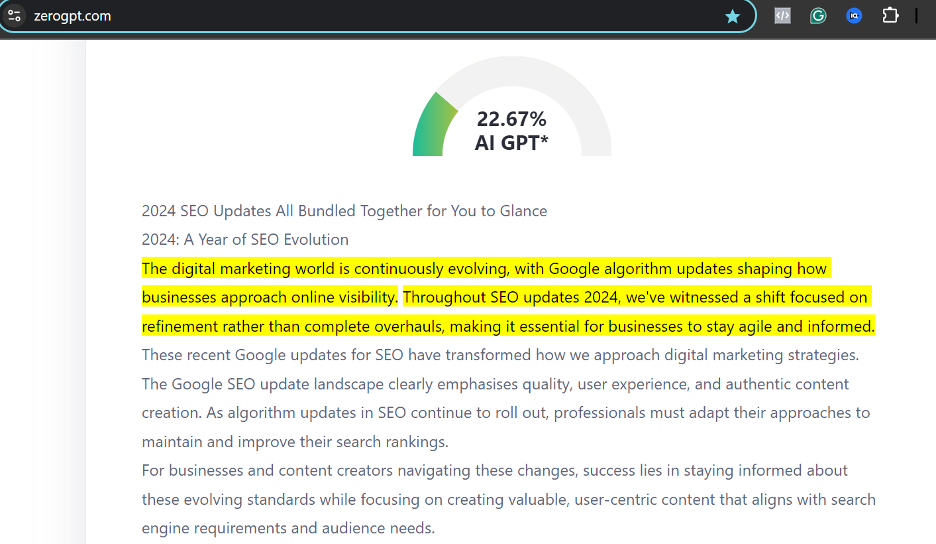 zerogpt.com
22.67%
AI GPT*
2024 SEO Updates All Bundled Together for You to Glance
2024: A Year of SEO Evolution
The digital marketing world is continuously evolving, with Google algorithm updates shaping how
businesses approach online visibility. Throughout SEO updates 2024, we've witnessed a shift focused on
refinement rather than complete overhauls, making it essential for businesses to stay agile and informed.
These recent Google updates for SEO have transformed how we approach digital marketing strategies.
The Google SEO update landscape clearly emphasises quality, user experience, and authentic content
creation. As algorithm updates in SEO continue to roll out, professionals must adapt their approaches to
maintain and improve their search rankings.
For businesses and content creators navigating these changes, success lies in staying informed about
these evolving standards while focusing on creating valuable, user-centric content that aligns with search
engine requirements and audience needs.